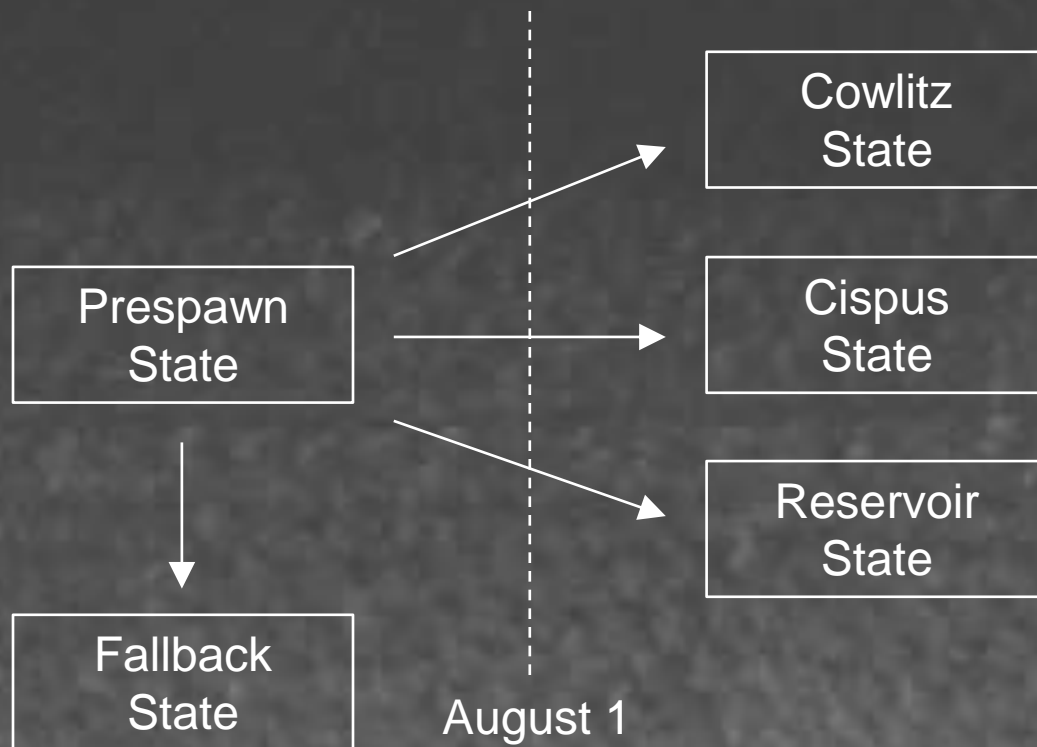 Cowlitz
State
Prespawn
State
Cispus
State
Reservoir
State
Fallback
State
August 1